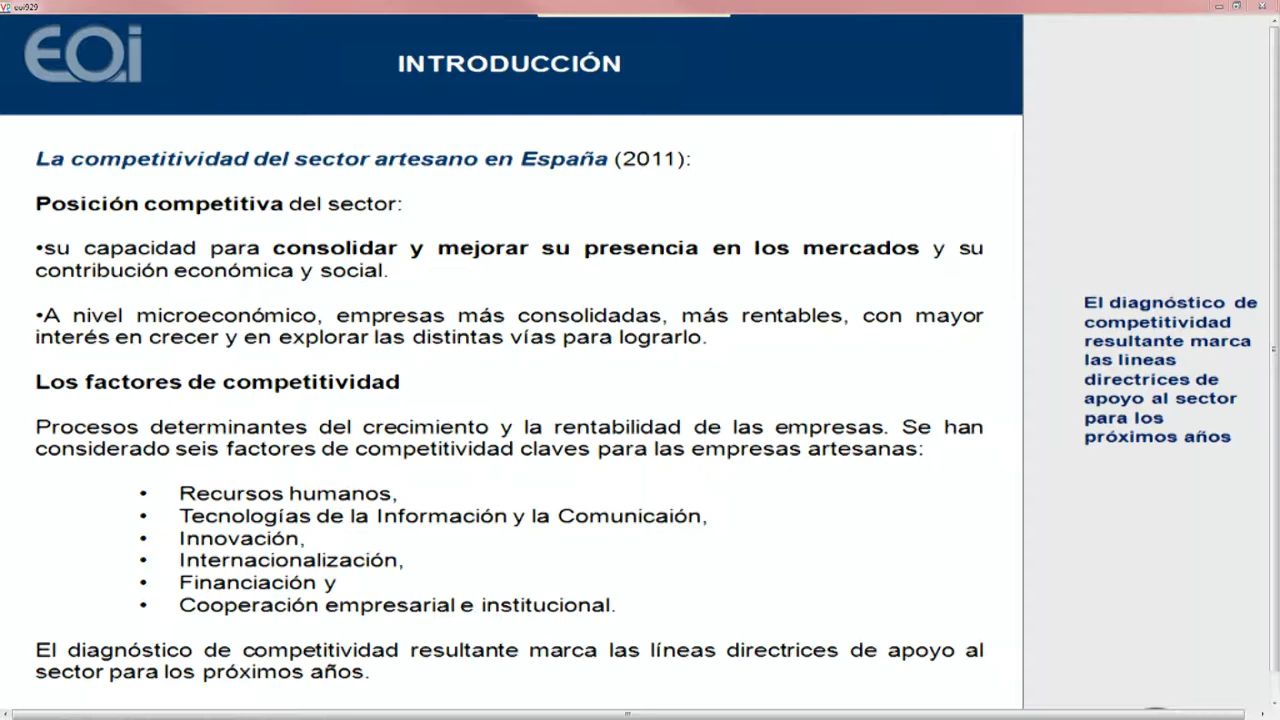 eoi929
EOi
INTRODUCCIÓN
La competitividad del sector artesano en España (2011):
Posición competitiva del sector:
•su capacidad para consolidar y mejorar su presencia en los mercados y su
contribución económica y social.
•A nivel microeconómico, empresas más consolidadas, más rentables, con mayor
interés en crecer y en explorar las distintas vías para lograrlo.
Los factores de competitividad
Procesos determinantes del crecimiento y la rentabilidad de las empresas. Se han
considerado seis factores de competitividad claves para las empresas artesanas:
• Recursos humanos,
• Tecnologías de la Información y la Comunicaión,
• Innovación,
• Internacionalización,
• Financiación y
• Cooperación empresarial e institucional.
El diagnóstico de competitividad resultante marca las líneas directrices de apoyo al
sector para los próximos años.
El diagnóstico de
competitividad
resultante marca
las lineas
directrices de
apoyo al sector
para los
próximos años